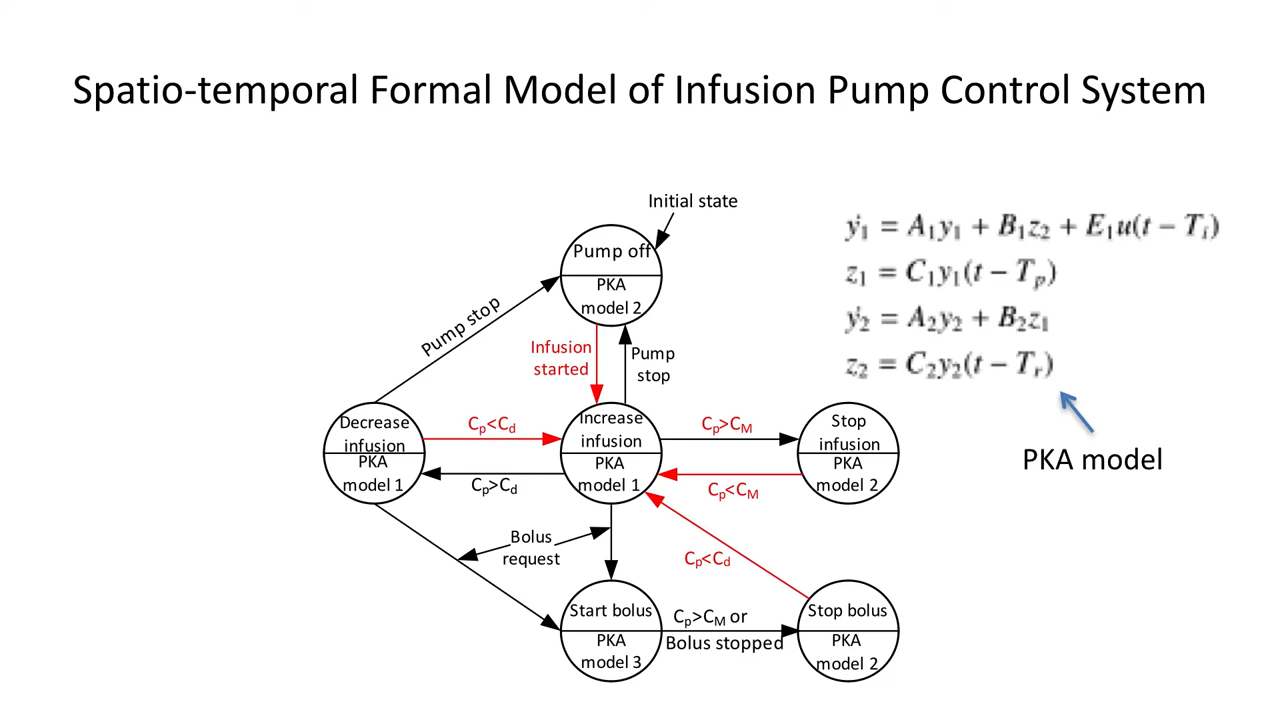 Spatio-temporal Formal Model of Infusion Pump Control System
Initial state
Pump off
PKA
model 2
Pump stop
Infusion
started
Pump
stop
ẏ₁ = A₁y₁ + B₁z₂ + E₁u(t − Tᵢ)
z₁ = C₁y₁(t − Tₚ)
ẏ₂ = A₂y₂ + B₂z₁
z₂ = C₂y₂(t − Tᵣ)
PKA model
Decrease
infusion
PKA
model 1
Cp<Cd
Cp>Cd
Increase
infusion
PKA
model 1
Cp>CM
Cp<CM
Stop
infusion
PKA
model 2
Bolus
request
Cp<Cd
Start bolus
PKA
model 3
Cp>CM or
Bolus stopped
Stop bolus
PKA
model 2